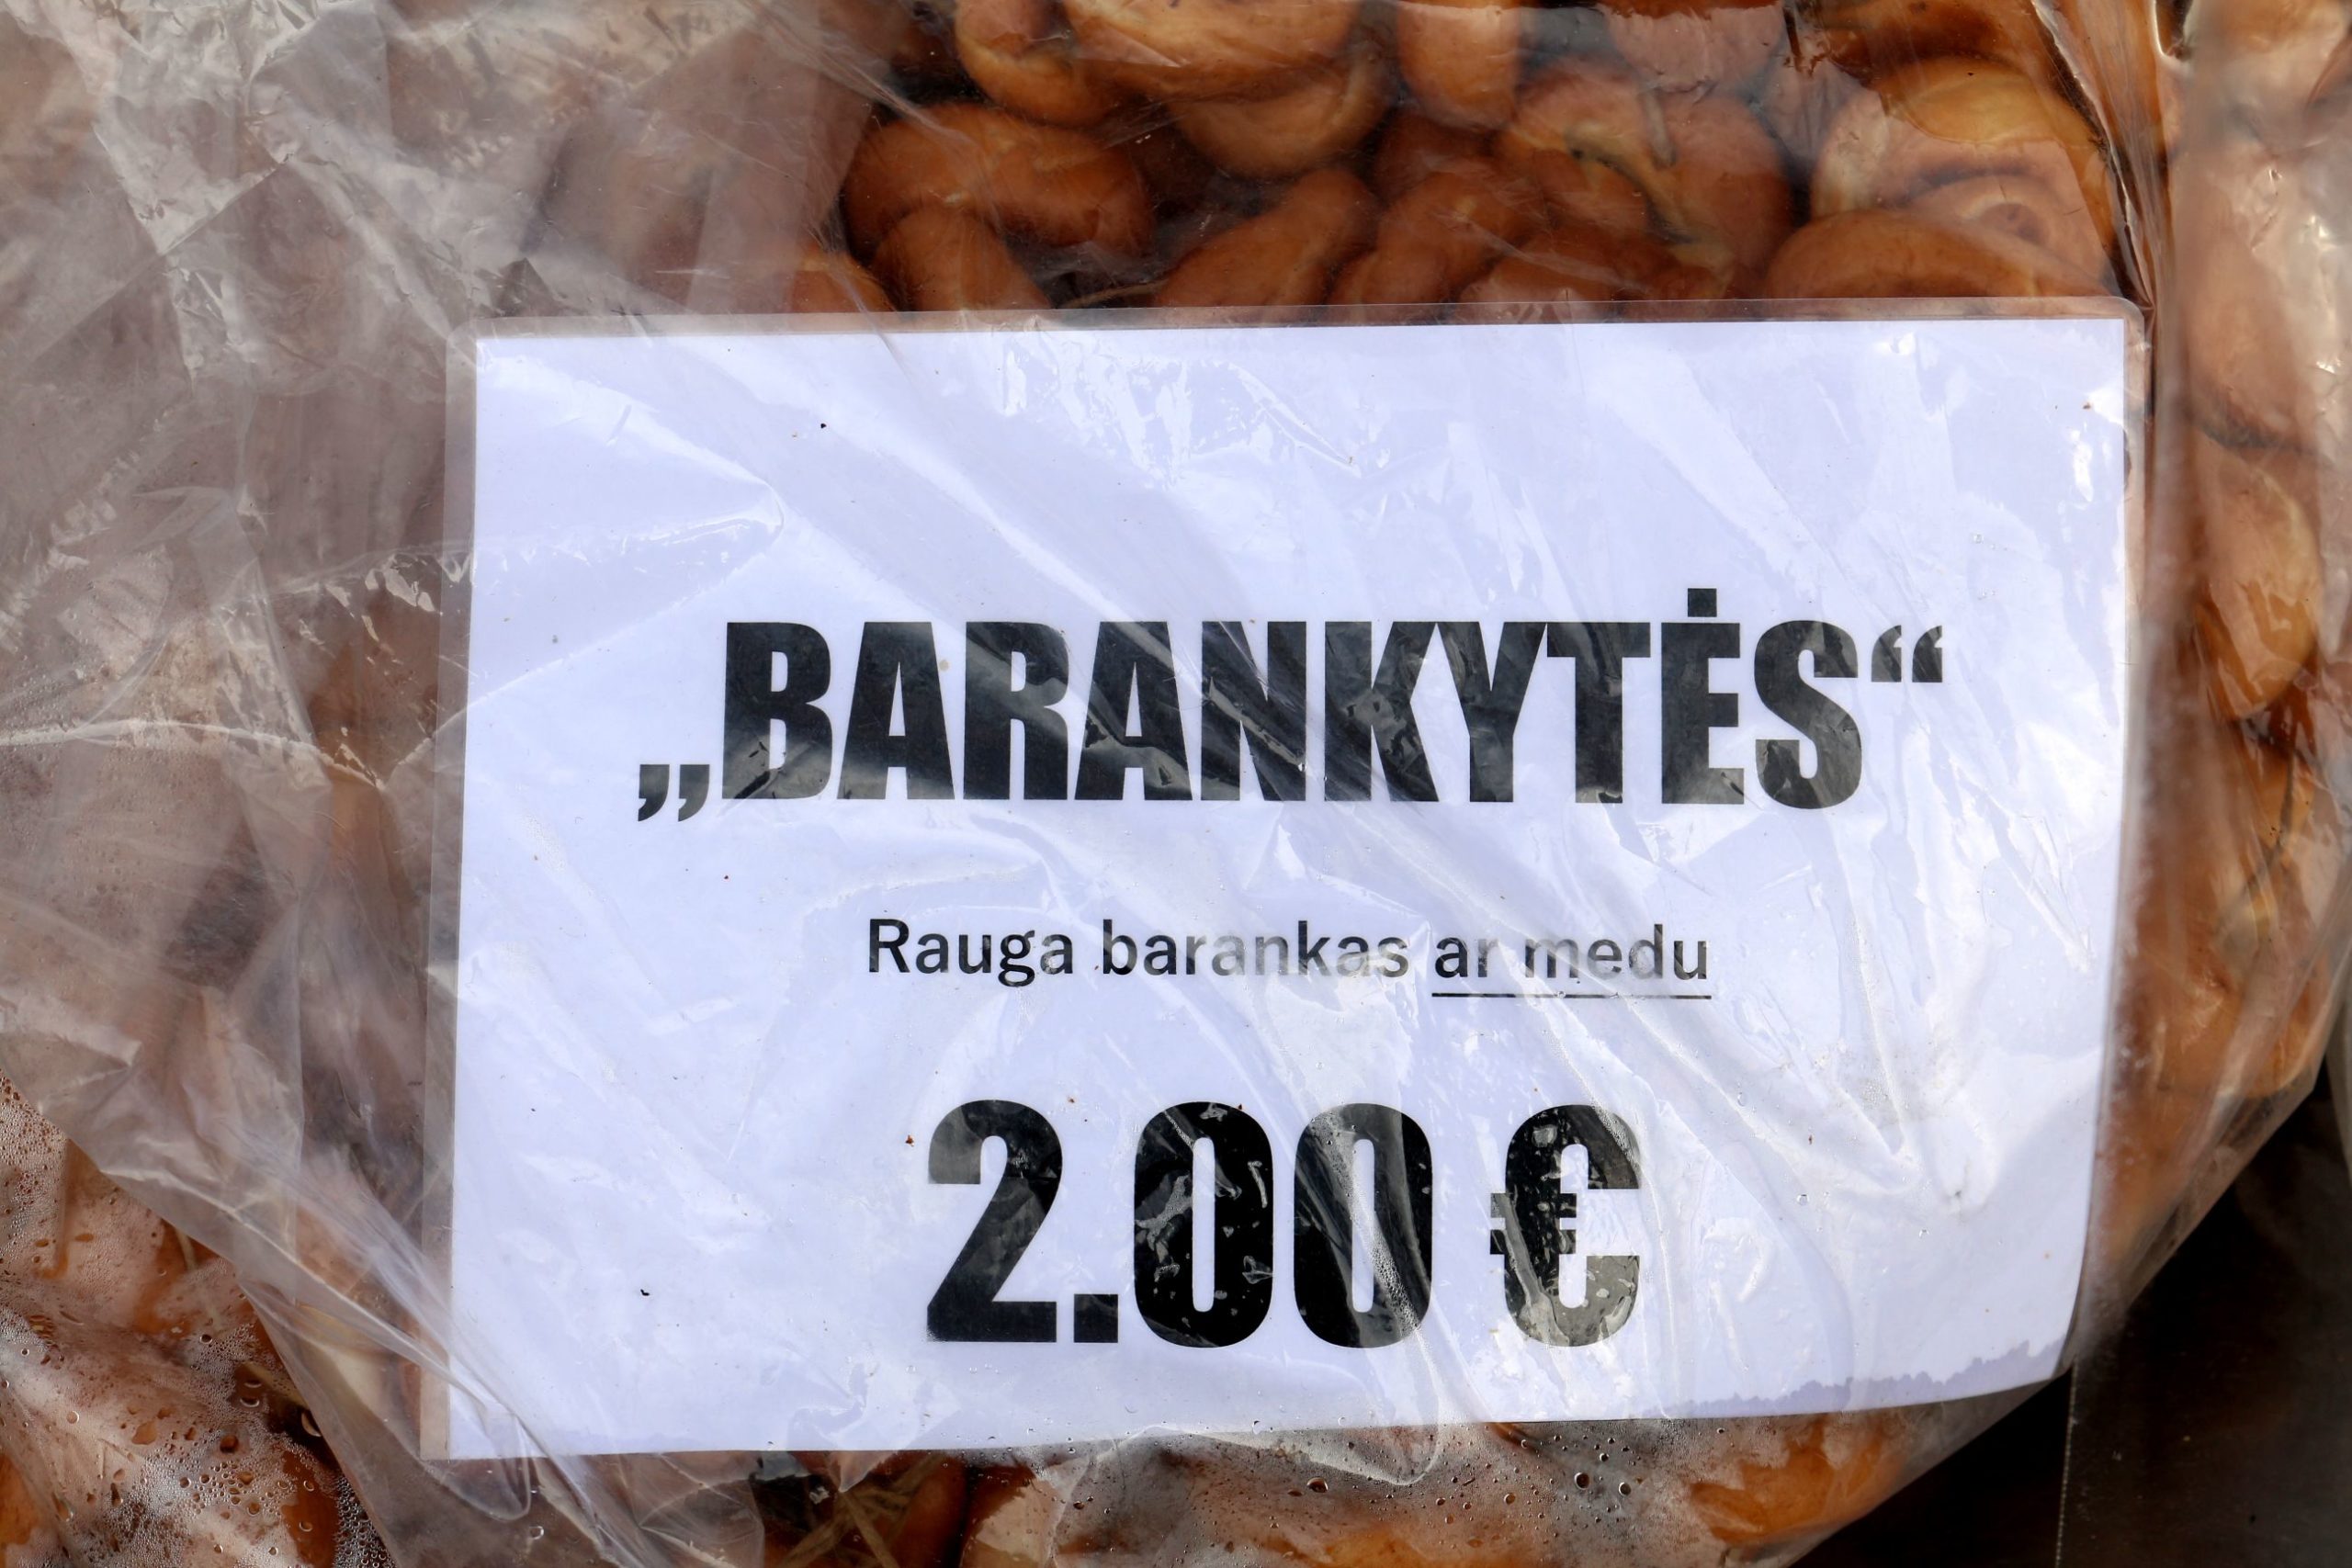 „BARANKYTĖS“
Rauga barankas ar medu
2.00 €